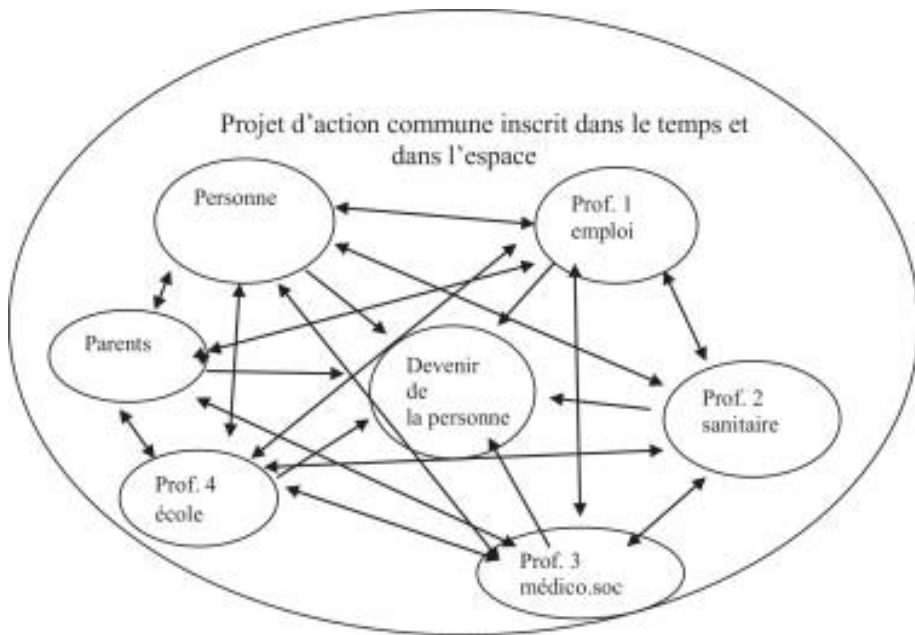 Projet d'action commune inscrit dans le temps et
dans l'espace
Personne
Prof. 1
emploi
Parents
Devenir
de
la personne
Prof. 2
sanitaire
Prof. 4
école
Prof. 3
médico.soc